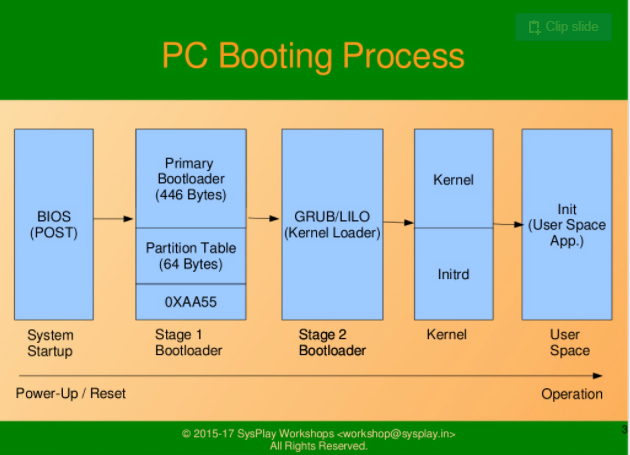 Clip slide
PC Booting Process
BIOS
(POST)
Primary
Bootloader
(446 Bytes)
Partition Table
(64 Bytes)
0XAA55
GRUB/LILO
(Kernel Loader)
Kernel
Initrd
Init
(User Space
App.)
System
Startup
Stage 1
Bootloader
Stage 2
Bootloader
Kernel
User
Space
Power-Up / Reset
Operation
© 2015-17 SysPlay Workshops <workshop@sysplay.in>
All Rights Reserved.
3